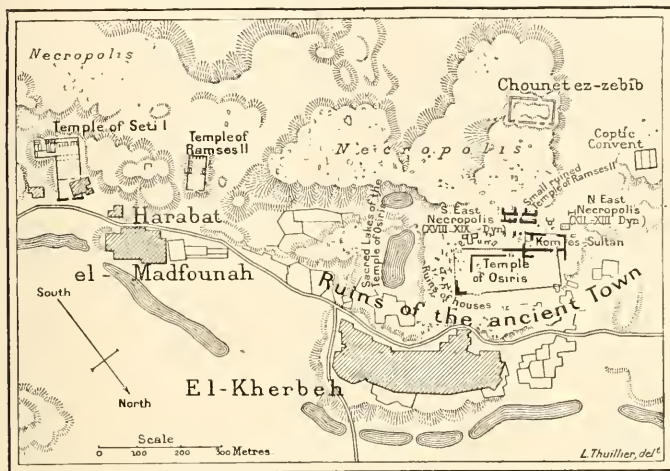 Necropolis
Chounet ez-zebib
Temple of Seti I
Temple of
Ramses II
Necropolis
Coptic
Convent
Small ruined
Temple of Ramses II
S. East
Necropolis
(XVIII-XIX Dyn)
N East
Necropolis
(XII-XIII Dyn)
Harabat
el-Madfounah
Sacred Lakes of the
Temple of Osiris
Kom es-Sultan
Temple
of Osiris
Ruins of houses
Ruins of the ancient Town
South
North
El-Kherbeh
Scale
0 100 200 300 Metres
L. Thuillier, delt